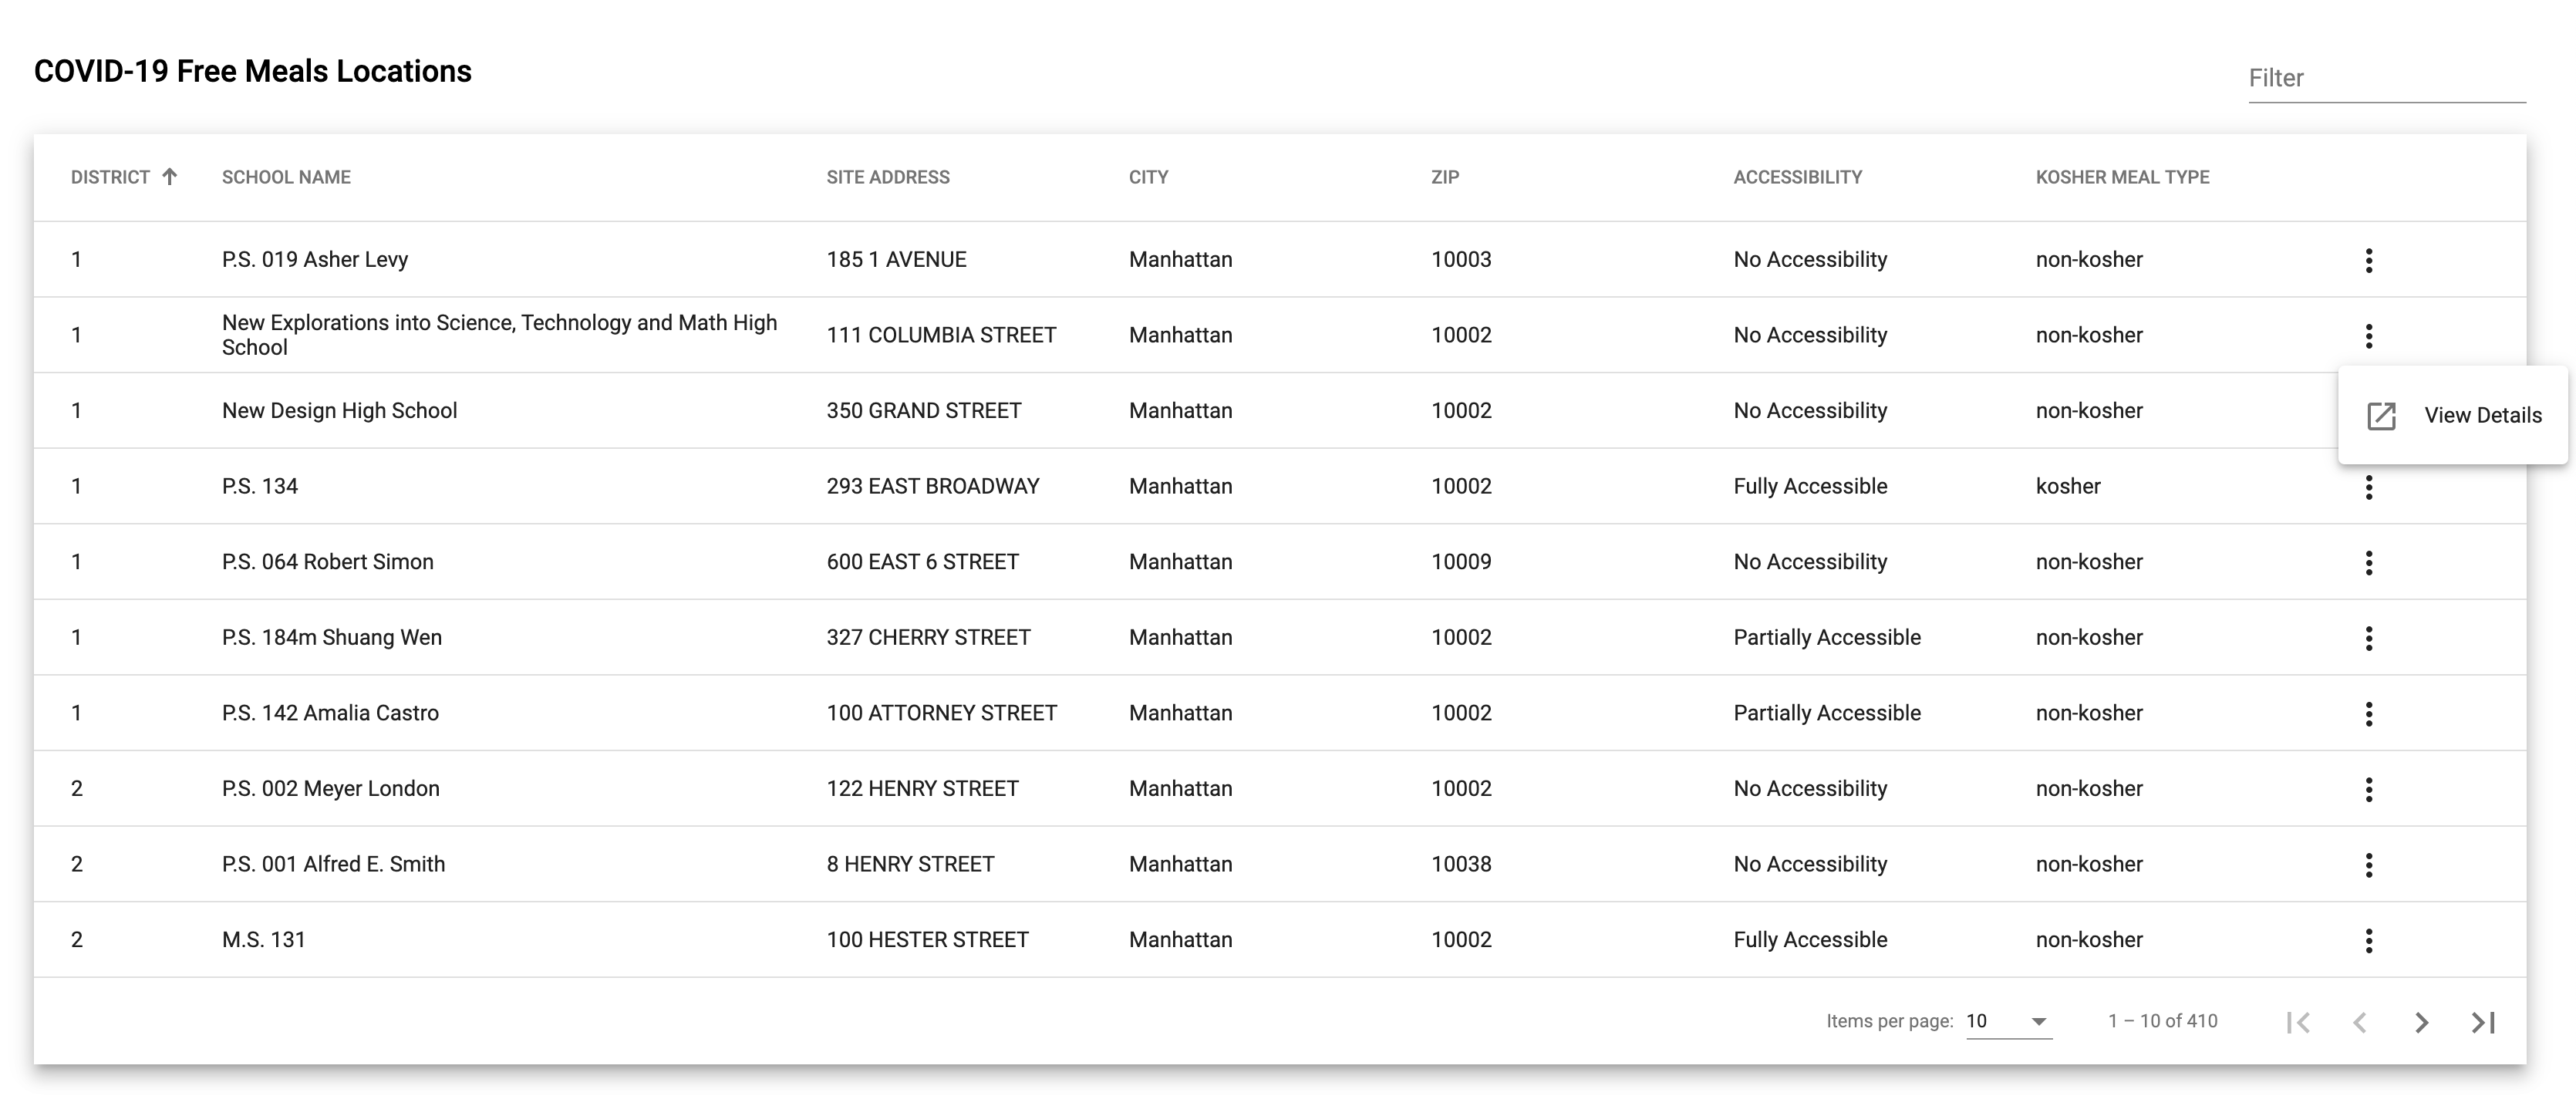 COVID-19 Free Meals Locations
Filter
DISTRICT SCHOOL NAME SITE ADDRESS CITY ZIP ACCESSIBILITY KOSHER MEAL TYPE
1 P.S. 019 Asher Levy 185 1 AVENUE Manhattan 10003 No Accessibility non-kosher
1 New Explorations into Science, Technology and Math High
School 111 COLUMBIA STREET Manhattan 10002 No Accessibility non-kosher
1 New Design High School 350 GRAND STREET Manhattan 10002 No Accessibility non-kosher
View Details
1 P.S. 134 293 EAST BROADWAY Manhattan 10002 Fully Accessible kosher
1 P.S. 064 Robert Simon 600 EAST 6 STREET Manhattan 10009 No Accessibility non-kosher
1 P.S. 184m Shuang Wen 327 CHERRY STREET Manhattan 10002 Partially Accessible non-kosher
1 P.S. 142 Amalia Castro 100 ATTORNEY STREET Manhattan 10002 Partially Accessible non-kosher
2 P.S. 002 Meyer London 122 HENRY STREET Manhattan 10002 No Accessibility non-kosher
2 P.S. 001 Alfred E. Smith 8 HENRY STREET Manhattan 10038 No Accessibility non-kosher
2 M.S. 131 100 HESTER STREET Manhattan 10002 Fully Accessible non-kosher
Items per page: 10 1 – 10 of 410